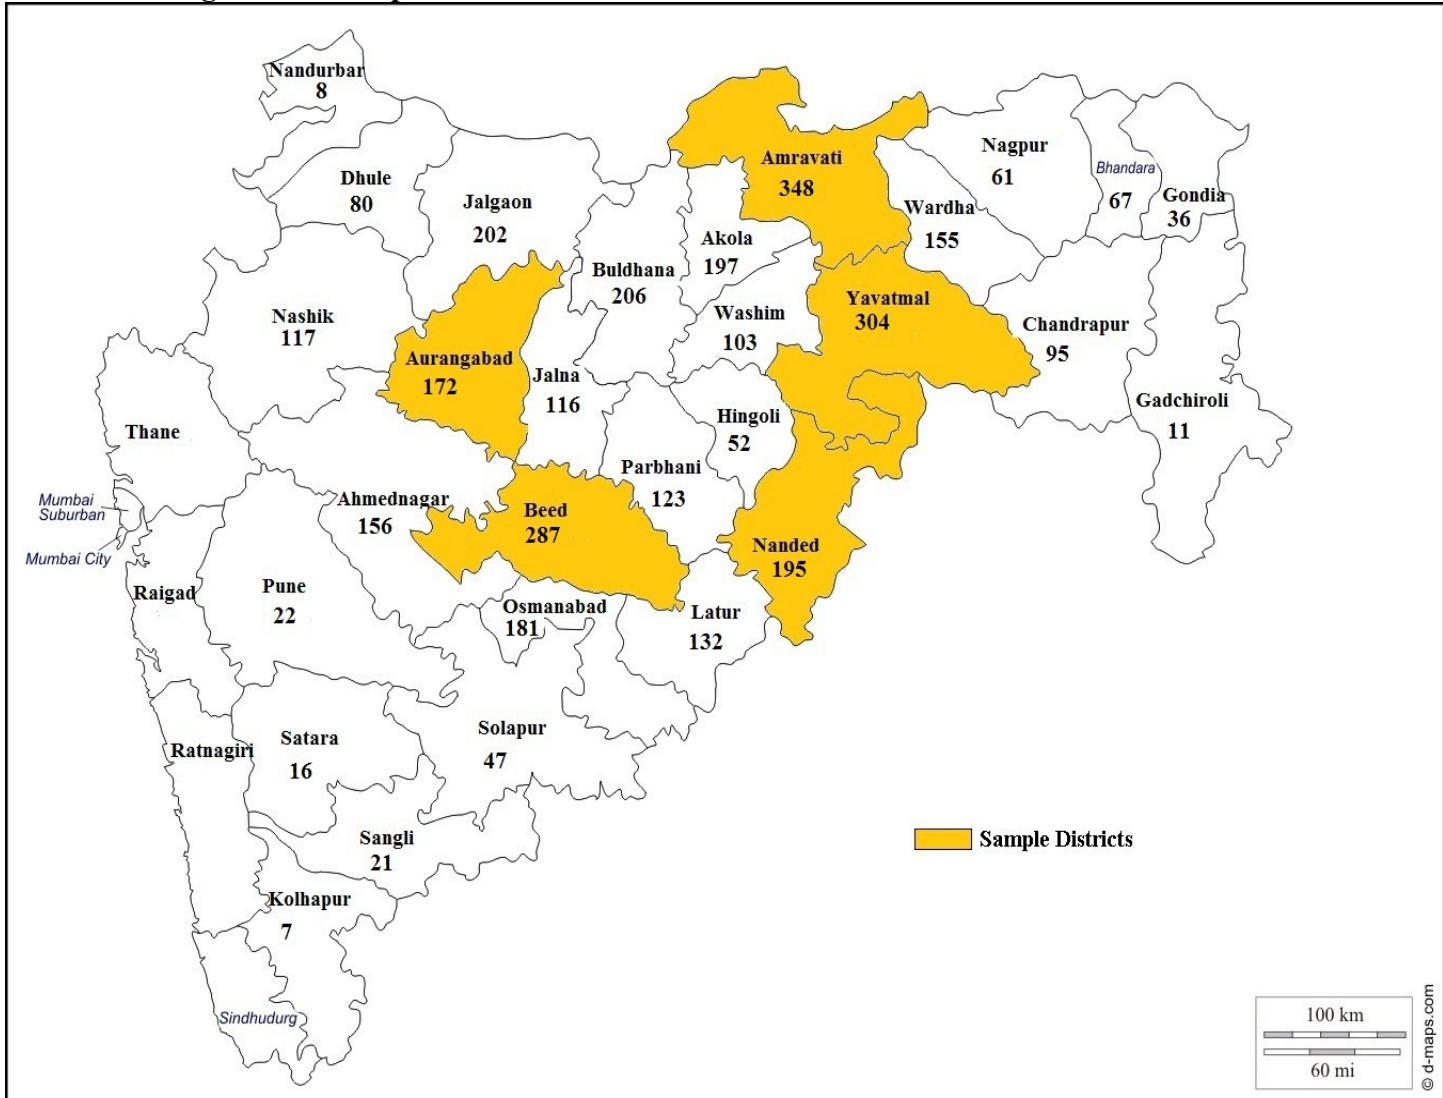 Nandurbar
8
Dhule
80
Jalgaon
202
Amravati
348
Nagpur
61
Bhandara
67
Gondia
36
Wardha
155
Akola
197
Buldhana
206
Washim
103
Yavatmal
304
Chandrapur
95
Gadchiroli
11
Nashik
117
Aurangabad
172
Jalna
116
Hingoli
52
Thane
Parbhani
123
Mumbai
Suburban
Mumbai City
Ahmednagar
156
Beed
287
Nanded
195
Raigad
Pune
22
Osmanabad
181
Latur
132
Ratnagiri
Satara
16
Solapur
47
Sangli
21
Kolhapur
7
Sindhudurg
Sample Districts
100 km
60 mi
© d-maps.com